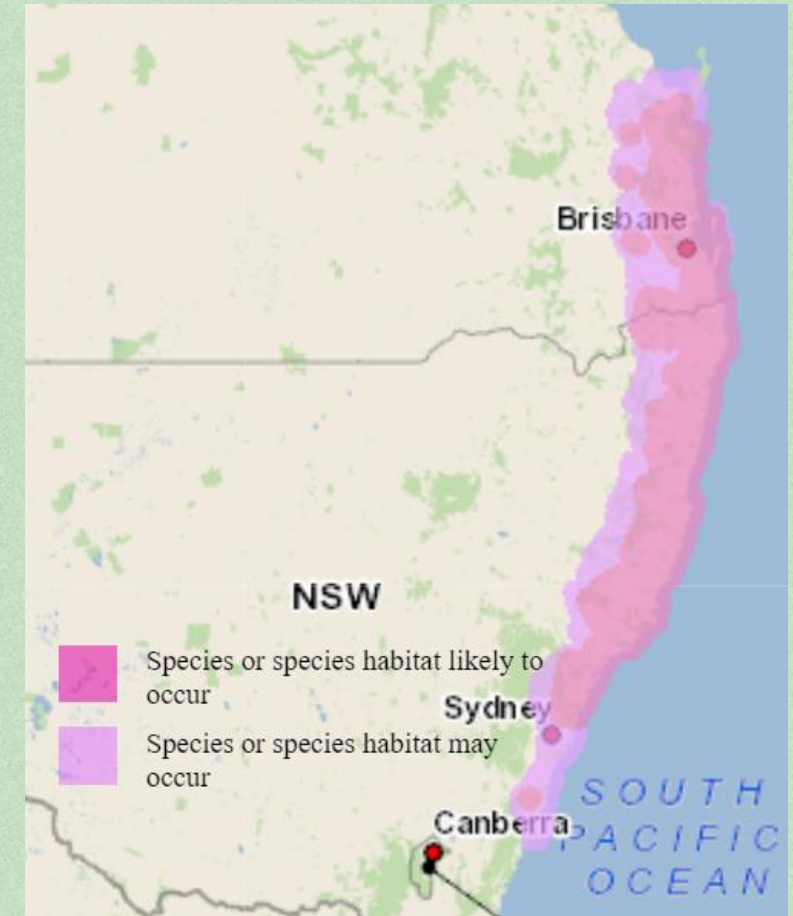 Brisbane
NSW
Species or species habitat likely to
occur
Sydney
Species or species habitat may
occur
SOUTH
Canberra
PACIFIC
OCEAN